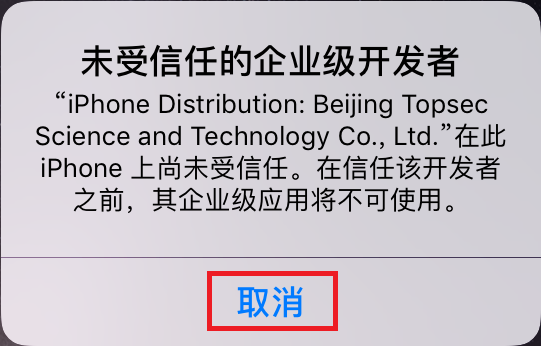 未受信任的企业级开发者
“iPhone Distribution: Beijing Topsec
Science and Technology Co., Ltd.”在此
iPhone 上尚未受信任。在信任该开发者
之前，其企业级应用将不可使用。
取消